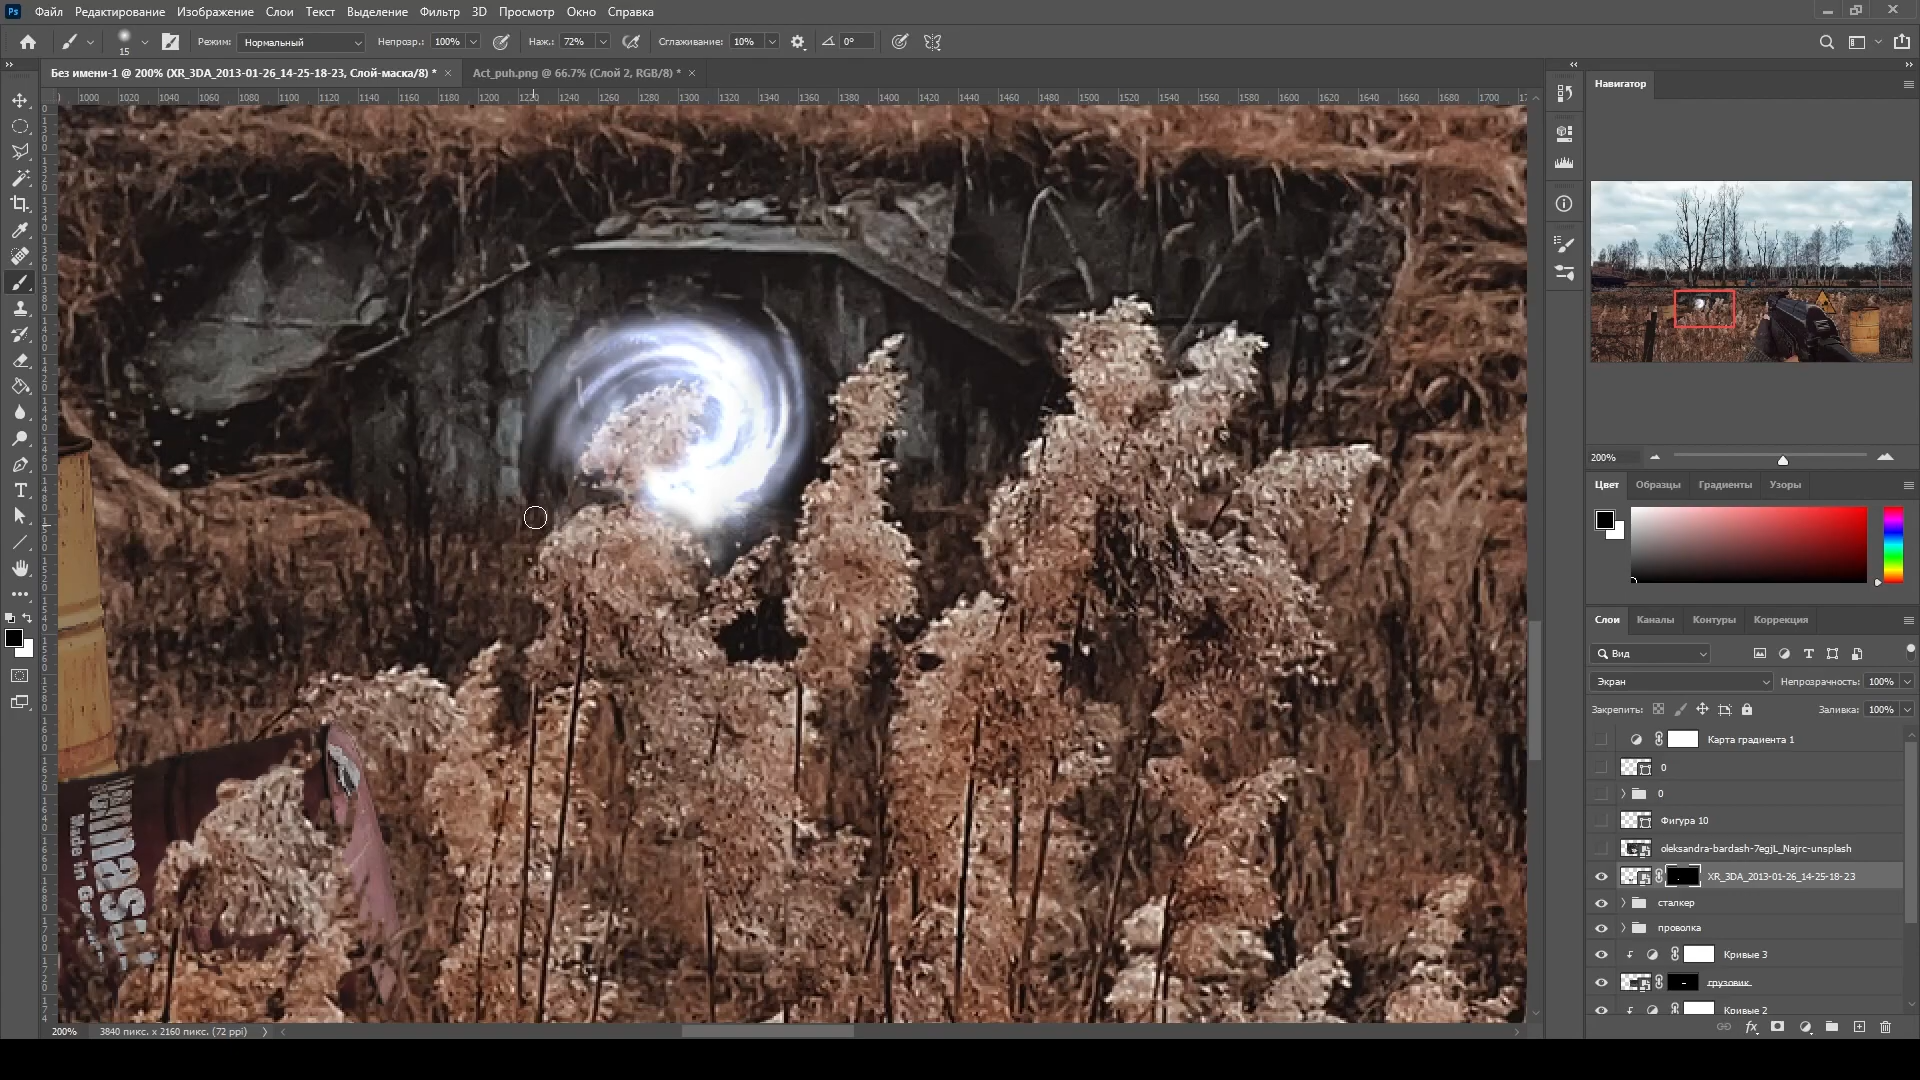 Ps Файл Редактирование Изображение Слои Текст Выделение Фильтр 3D Просмотр Окно Справка
15 Режим: Нормальный Непрозр.: 100% Наж.: 72% Сглаживание: 10% 0°
Без имени-1 @ 200% (XR_3DA_2013-01-26_14-25-18-23, Слой-маска/8) *
Act_puh.png @ 66.7% (Слой 2, RGB/8) *
1000 1020 1040 1060 1080 1100 1120 1140 1160 1180 1200 1220 1240 1260 1280 1300 1320 1340 1360 1380 1400 1420 1440 1460 1480 1500 1520 1540 1560 1580 1600 1620 1640 1660 1680 1700
Made in Ge
Навигатор
200%
Цвет Образцы Градиенты Узоры
Слои Каналы Контуры Коррекция
Вид
Экран Непрозрачность: 100%
Закрепить: Заливка: 100%
Карта градиента 1
0
0
Фигура 10
oleksandra-bardash-7egjL_Najrc-unsplash
XR_3DA_2013-01-26_14-25-18-23
сталкер
проволка
Кривые 3
грузовик
Кривые 2
fx
200% 3840 пикс. x 2160 пикс. (72 ppi)